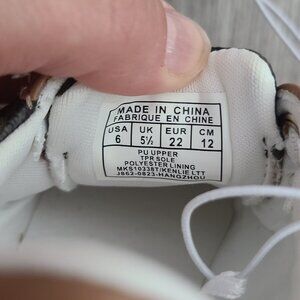 MADE IN CHINA
FABRIQUE EN CHINE
USA UK EUR CM
6 5½ 22 12
PU UPPER
TPR SOLE
POLYESTER LINING
MKS10338T/KENLIE LTT
JS63-0823-HANGZHOU